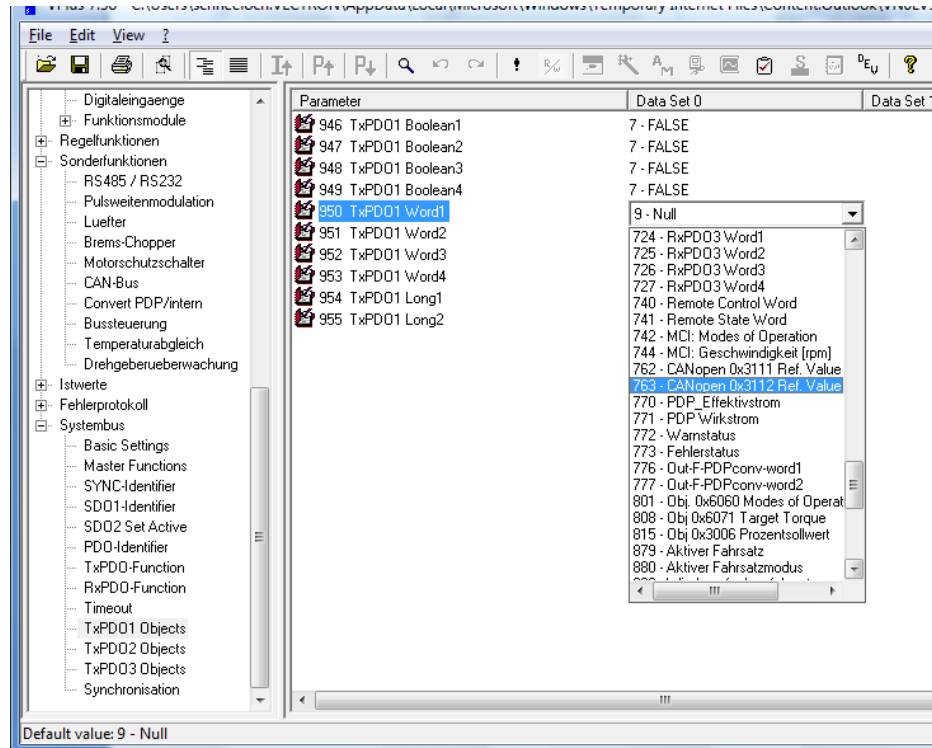 File Edit View ?
Parameter Data Set 0 Data Set
Digitaleingaenge
Funktionsmodule
Regelfunktionen
Sonderfunktionen
RS485 / RS232
Pulsweitenmodulation
Luefter
Brems-Chopper
Motorschutzschalter
CAN-Bus
Convert PDP/intern
Bussteuerung
Temperaturabgleich
Drehgeberueberwachung
Istwerte
Fehlerprotokoll
Systembus
Basic Settings
Master Functions
SYNC-Identifier
SDO1-Identifier
SDO2 Set Active
PDO-Identifier
TxPDO-Function
RxPDO-Function
Timeout
TxPDO1 Objects
TxPDO2 Objects
TxPDO3 Objects
Synchronisation
946 TxPDO1 Boolean1 7 - FALSE
947 TxPDO1 Boolean2 7 - FALSE
948 TxPDO1 Boolean3 7 - FALSE
949 TxPDO1 Boolean4 7 - FALSE
950 TxPDO1 Word1 9 - Null
951 TxPDO1 Word2
952 TxPDO1 Word3
953 TxPDO1 Word4
954 TxPDO1 Long1
955 TxPDO1 Long2
724 - RxPDO3 Word1
725 - RxPDO3 Word2
726 - RxPDO3 Word3
727 - RxPDO3 Word4
740 - Remote Control Word
741 - Remote State Word
742 - MCI: Modes of Operation
744 - MCI: Geschwindigkeit [rpm]
762 - CANopen 0x3111 Ref. Value
763 - CANopen 0x3112 Ref. Value
770 - PDP_Effektivstrom
771 - PDP Wirkstrom
772 - Warnstatus
773 - Fehlerstatus
776 - Out-F-PDPconv-word1
777 - Out-F-PDPconv-word2
801 - Obj. 0x6060 Modes of Operat
808 - Obj 0x6071 Target Torque
815 - Obj 0x3006 Prozentsollwert
879 - Aktiver Fahrsatz
880 - Aktiver Fahrsatzmodus
Default value: 9 - Null